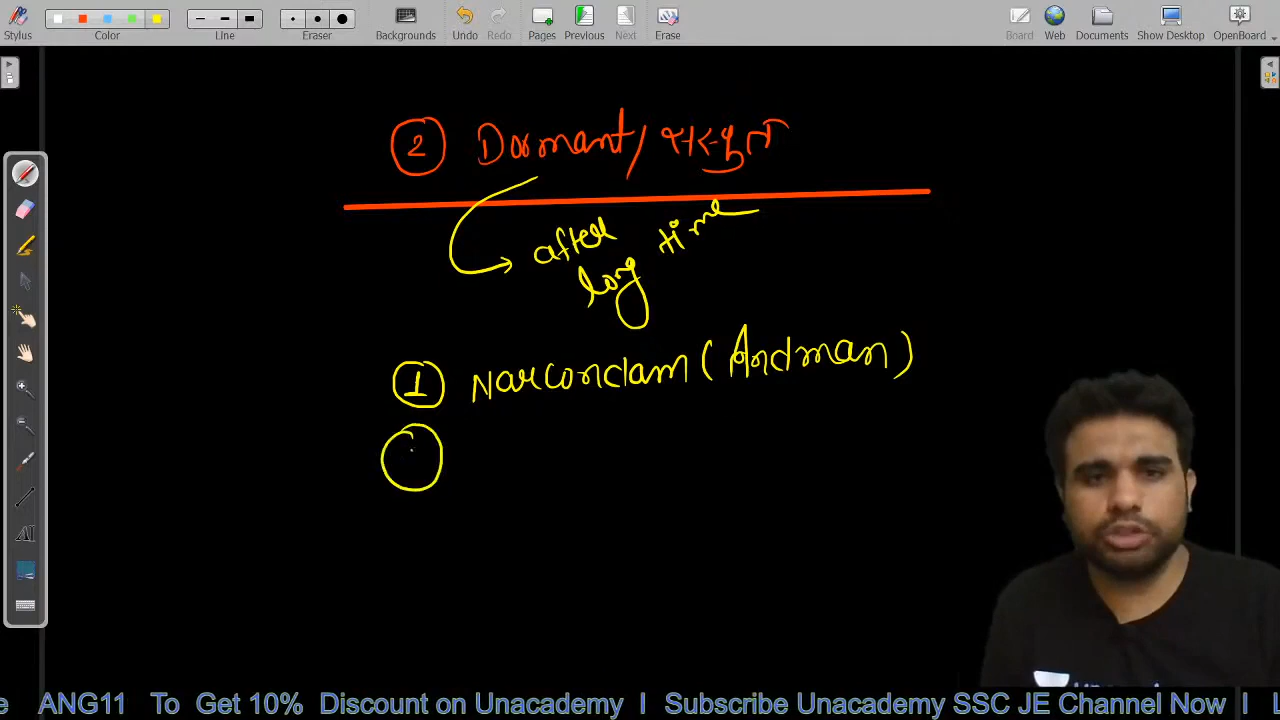 Stylus
Color
Line
Eraser
Backgrounds
Undo
Redo
Pages
Previous
Next
Erase
Board
Web
Documents
Show Desktop
OpenBoard
2 Dormant/
after
long time
1 Narcondam (Andman)
e ANG11 To Get 10% Discount on Unacademy I Subscribe Unacademy SSC JE Channel Now I L